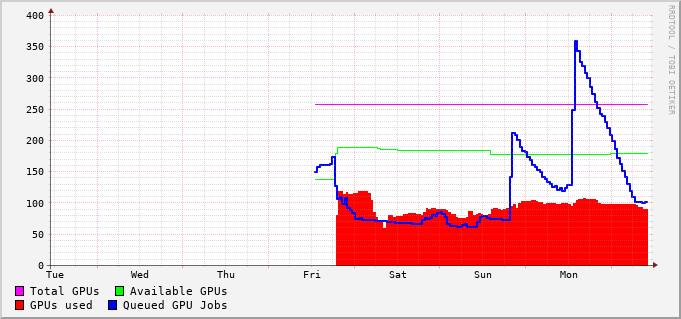 400
350
300
250
200
150
100
50
0
Tue Wed Thu Fri Sat Sun Mon
Total GPUs Available GPUs
GPUs used Queued GPU Jobs
RRDTOOL / TOBI OETIKER